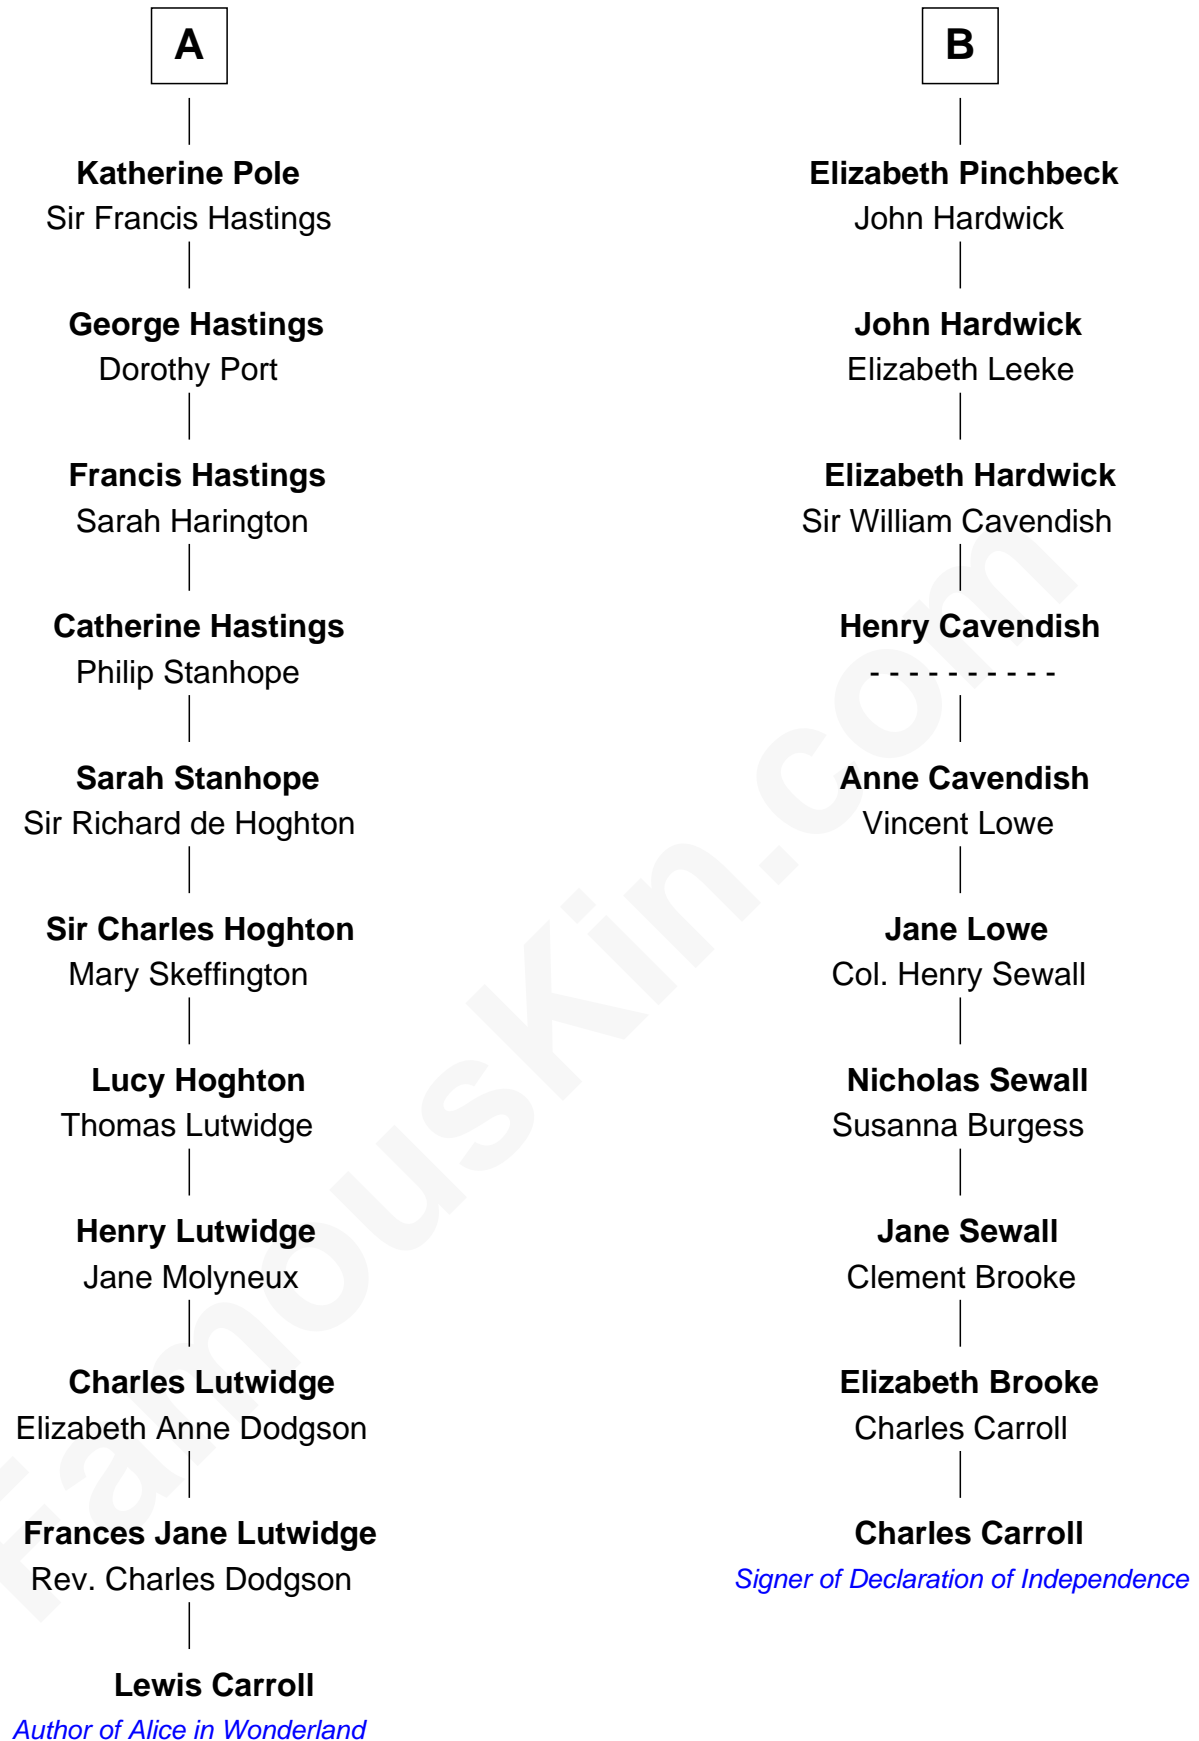 A
Katherine Pole
Sir Francis Hastings
George Hastings
Dorothy Port
Francis Hastings
Sarah Harington
Catherine Hastings
Philip Stanhope
Sarah Stanhope
Sir Richard de Hoghton
Sir Charles Hoghton
Mary Skeffington
Lucy Hoghton
Thomas Lutwidge
Henry Lutwidge
Jane Molyneux
Charles Lutwidge
Elizabeth Anne Dodgson
Frances Jane Lutwidge
Rev. Charles Dodgson
Lewis Carroll
Author of Alice in Wonderland
B
Elizabeth Pinchbeck
John Hardwick
John Hardwick
Elizabeth Leeke
Elizabeth Hardwick
Sir William Cavendish
Henry Cavendish
- - - - - - - - - -
Anne Cavendish
Vincent Lowe
Jane Lowe
Col. Henry Sewall
Nicholas Sewall
Susanna Burgess
Jane Sewall
Clement Brooke
Elizabeth Brooke
Charles Carroll
Charles Carroll
Signer of Declaration of Independence
FamousKin.com